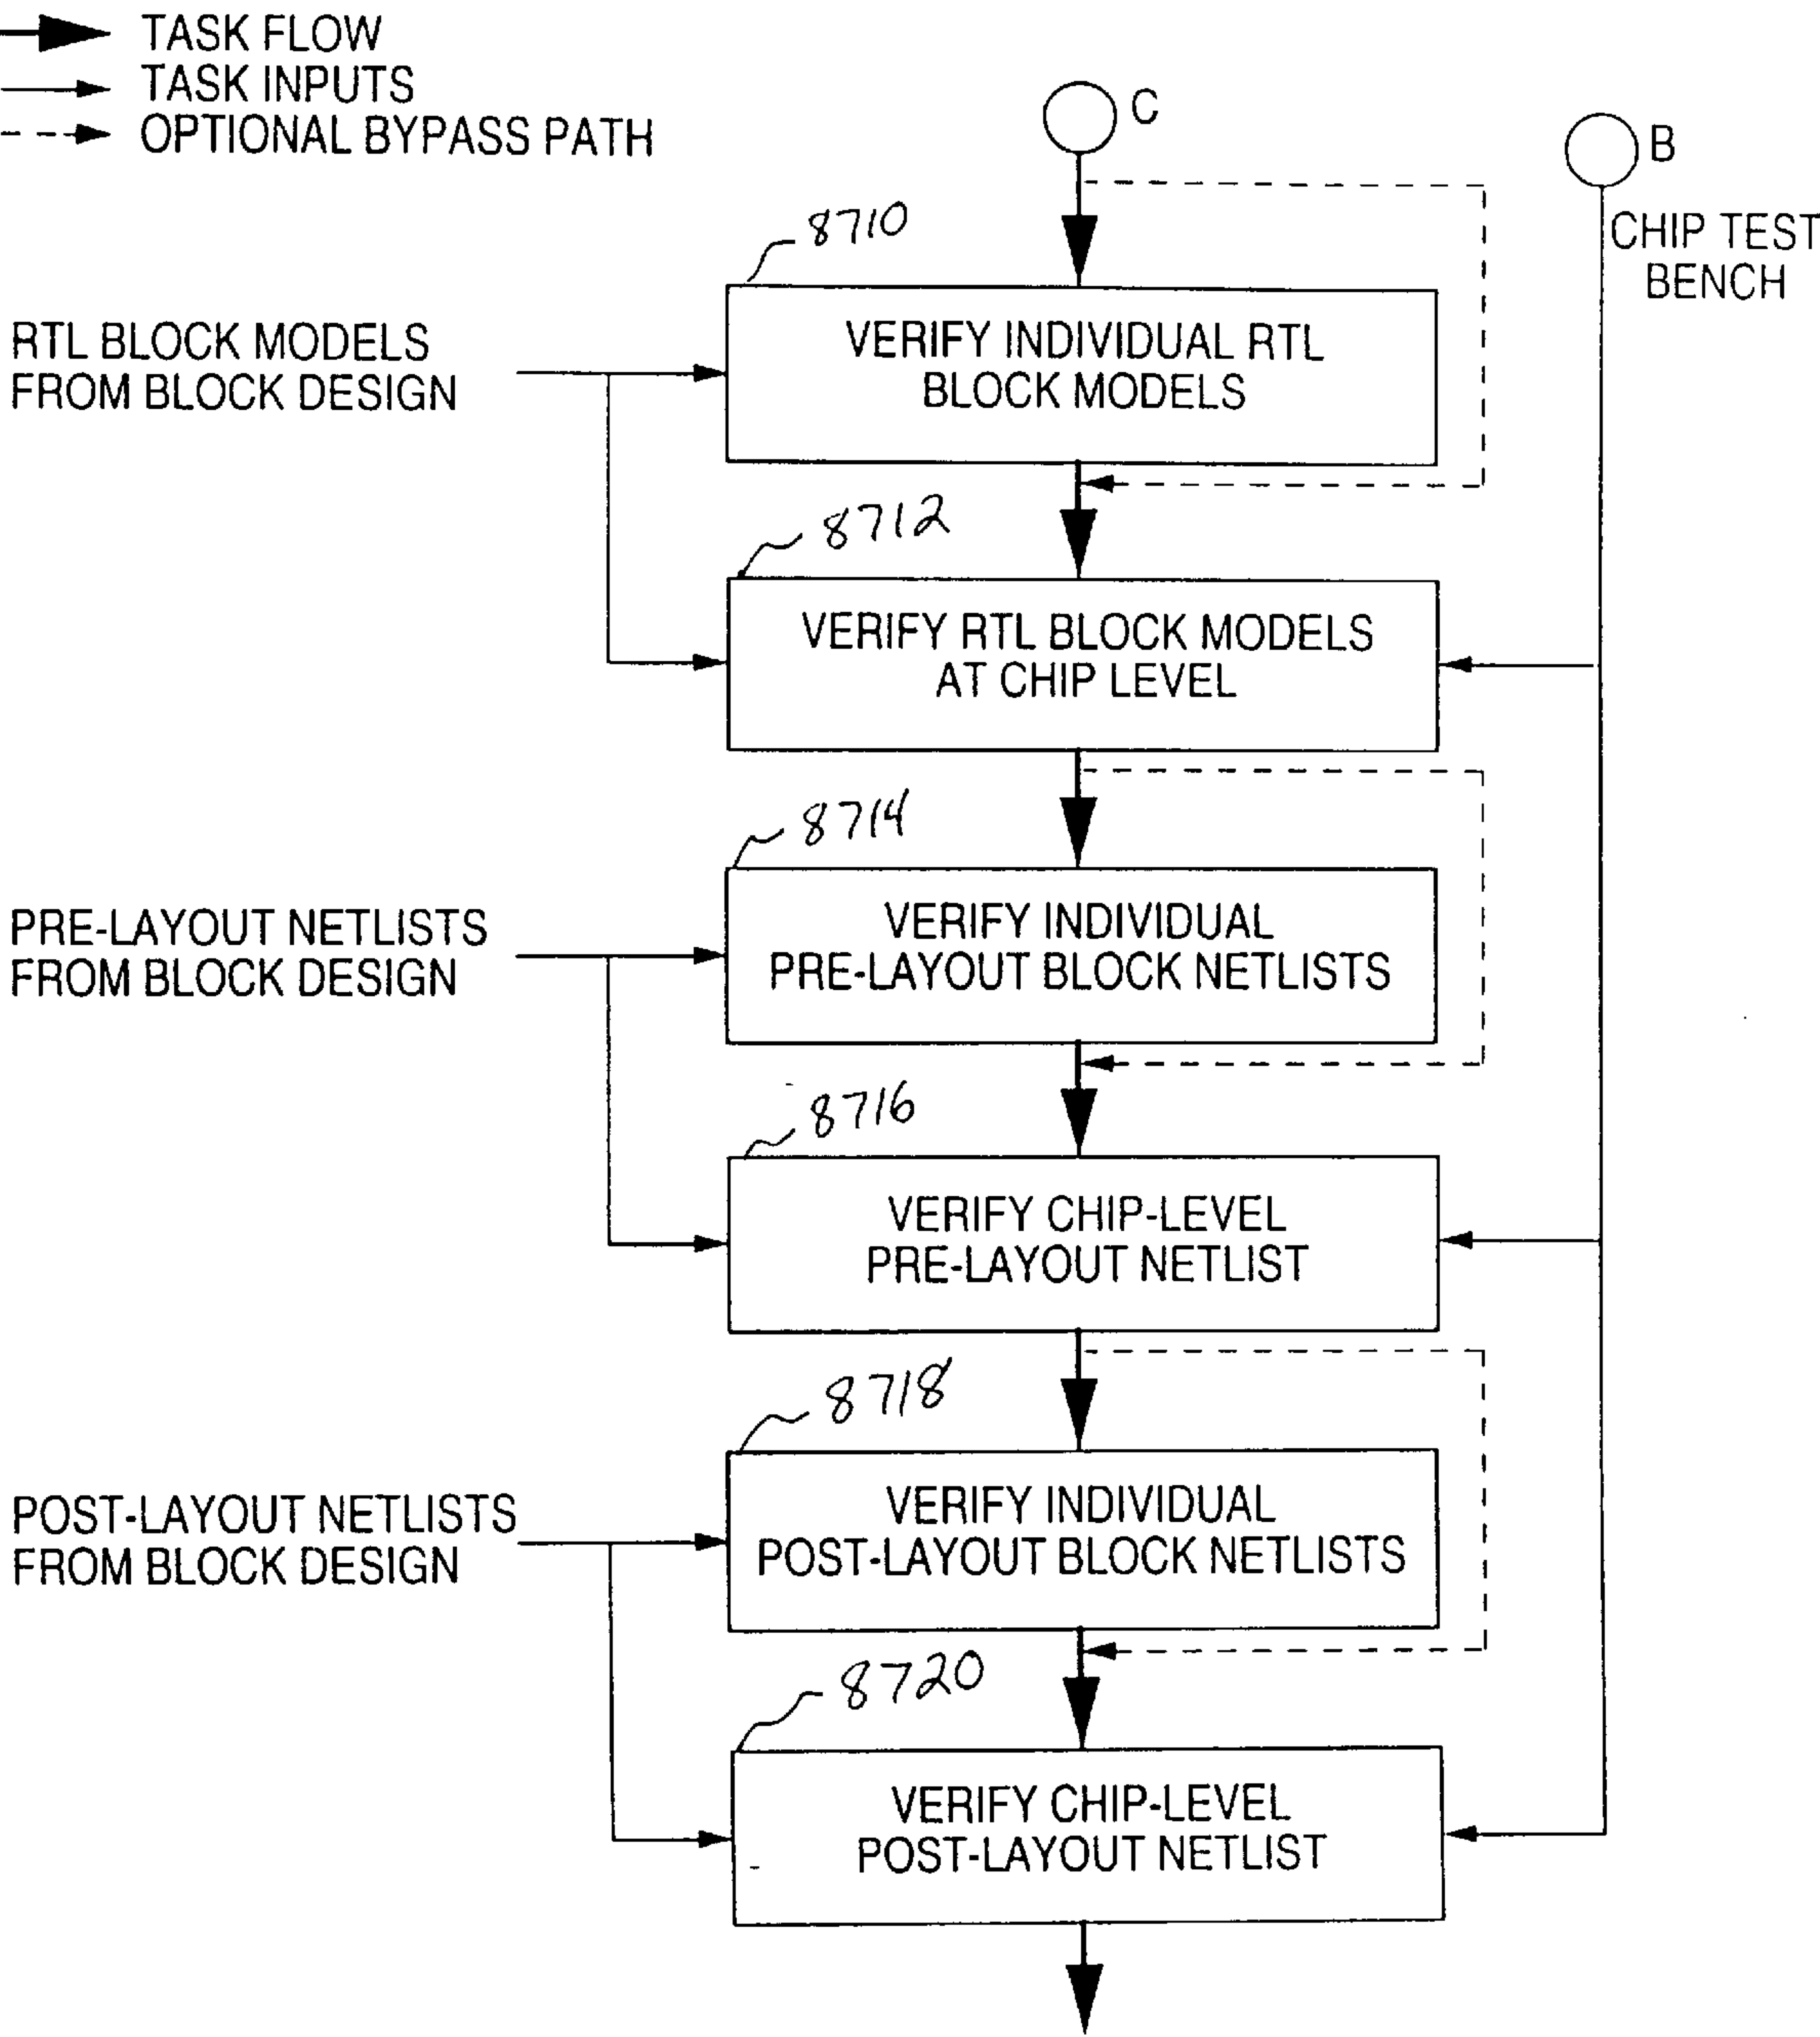 TASK FLOW
TASK INPUTS
OPTIONAL BYPASS PATH
C
B
CHIP TEST
BENCH
8710
RTL BLOCK MODELS
FROM BLOCK DESIGN
VERIFY INDIVIDUAL RTL
BLOCK MODELS
8712
VERIFY RTL BLOCK MODELS
AT CHIP LEVEL
8714
PRE-LAYOUT NETLISTS
FROM BLOCK DESIGN
VERIFY INDIVIDUAL
PRE-LAYOUT BLOCK NETLISTS
8716
VERIFY CHIP-LEVEL
PRE-LAYOUT NETLIST
8718
POST-LAYOUT NETLISTS
FROM BLOCK DESIGN
VERIFY INDIVIDUAL
POST-LAYOUT BLOCK NETLISTS
8720
VERIFY CHIP-LEVEL
POST-LAYOUT NETLIST